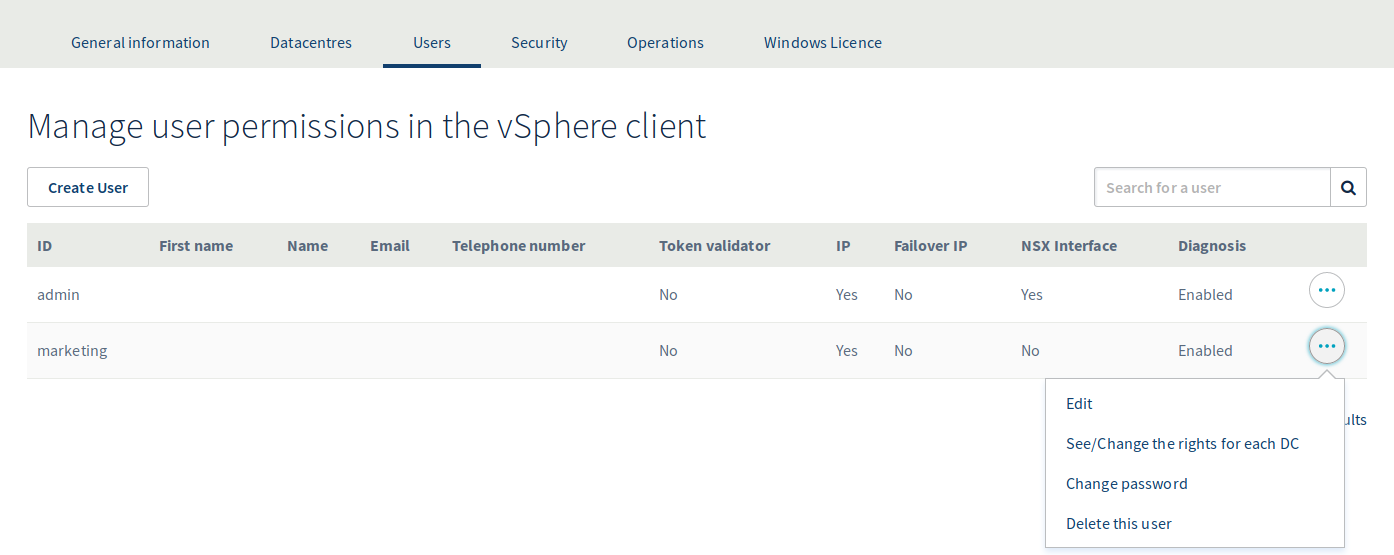 General information Datacentres Users Security Operations Windows Licence
Manage user permissions in the vSphere client
Create User
Search for a user
ID First name Name Email Telephone number Token validator IP Failover IP NSX Interface Diagnosis
admin No Yes No Yes Enabled
marketing No Yes No No Enabled
Edit
See/Change the rights for each DC
Change password
Delete this user